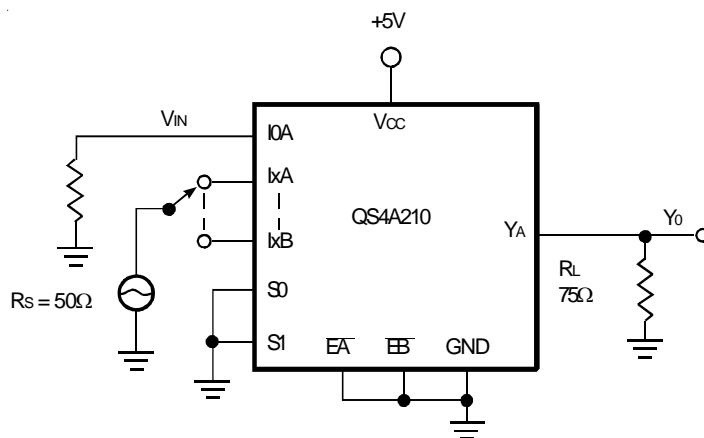 +5V
VIN
I0A
VCC
IxA
QS4A210
IxB
YA
Y0
S0
RL
75Ω
RS = 50Ω
S1
EA
EB
GND